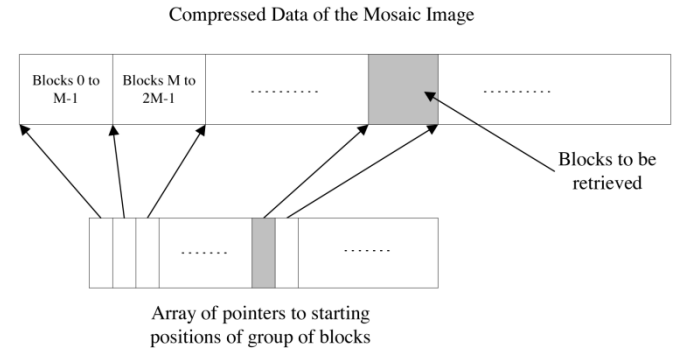 Compressed Data of the Mosaic Image
Blocks 0 to
M-1
Blocks M to
2M-1
..........
..........
Blocks to be
retrieved
.......
.......
Array of pointers to starting
positions of group of blocks